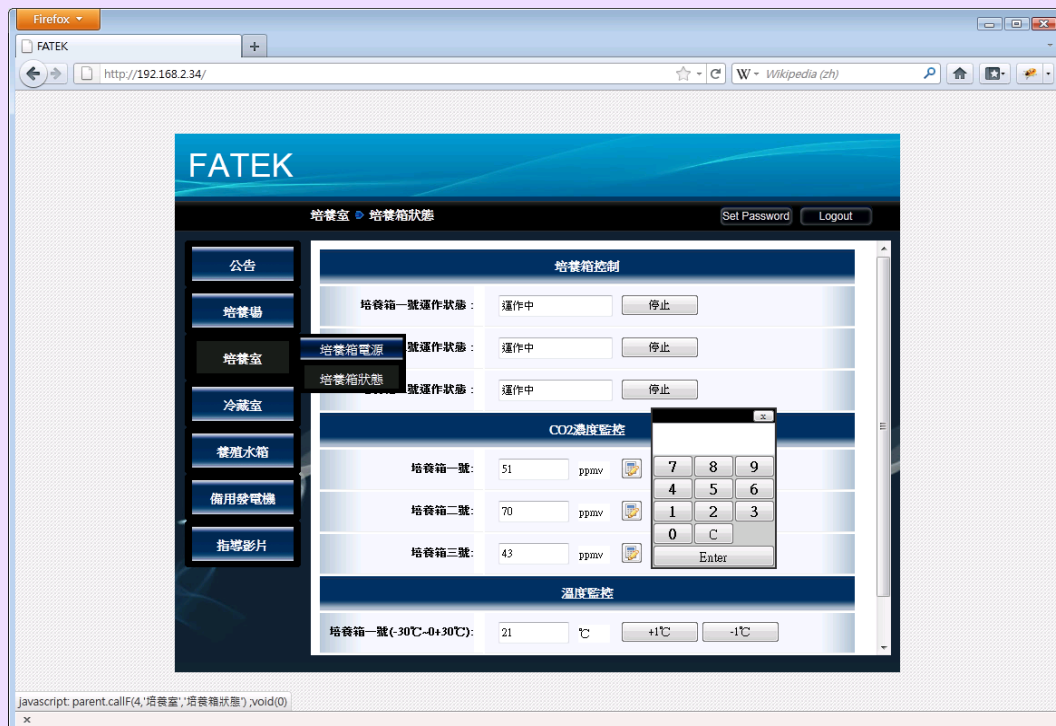 Firefox
FATEK
http://192.168.2.34/
Wikipedia (zh)
FATEK
培養室 培養箱狀態
Set Password Logout
公告
培養場
培養室
冷藏室
養殖水箱
備用發電機
指導影片
培養箱電源
培養箱狀態
培養箱控制
培養箱一號運作狀態 : 運作中 停止
號運作狀態 : 運作中 停止
號運作狀態 : 運作中 停止
CO2濃度監控
培養箱一號: 51 ppmv
培養箱二號: 70 ppmv
培養箱三號: 43 ppmv
x
7 8 9
4 5 6
1 2 3
0 C
Enter
溫度監控
培養箱一號(-30℃~0+30℃): 21 ℃ +1℃ -1℃
javascript: parent.callF(4,'培養室','培養箱狀態') ;void(0)